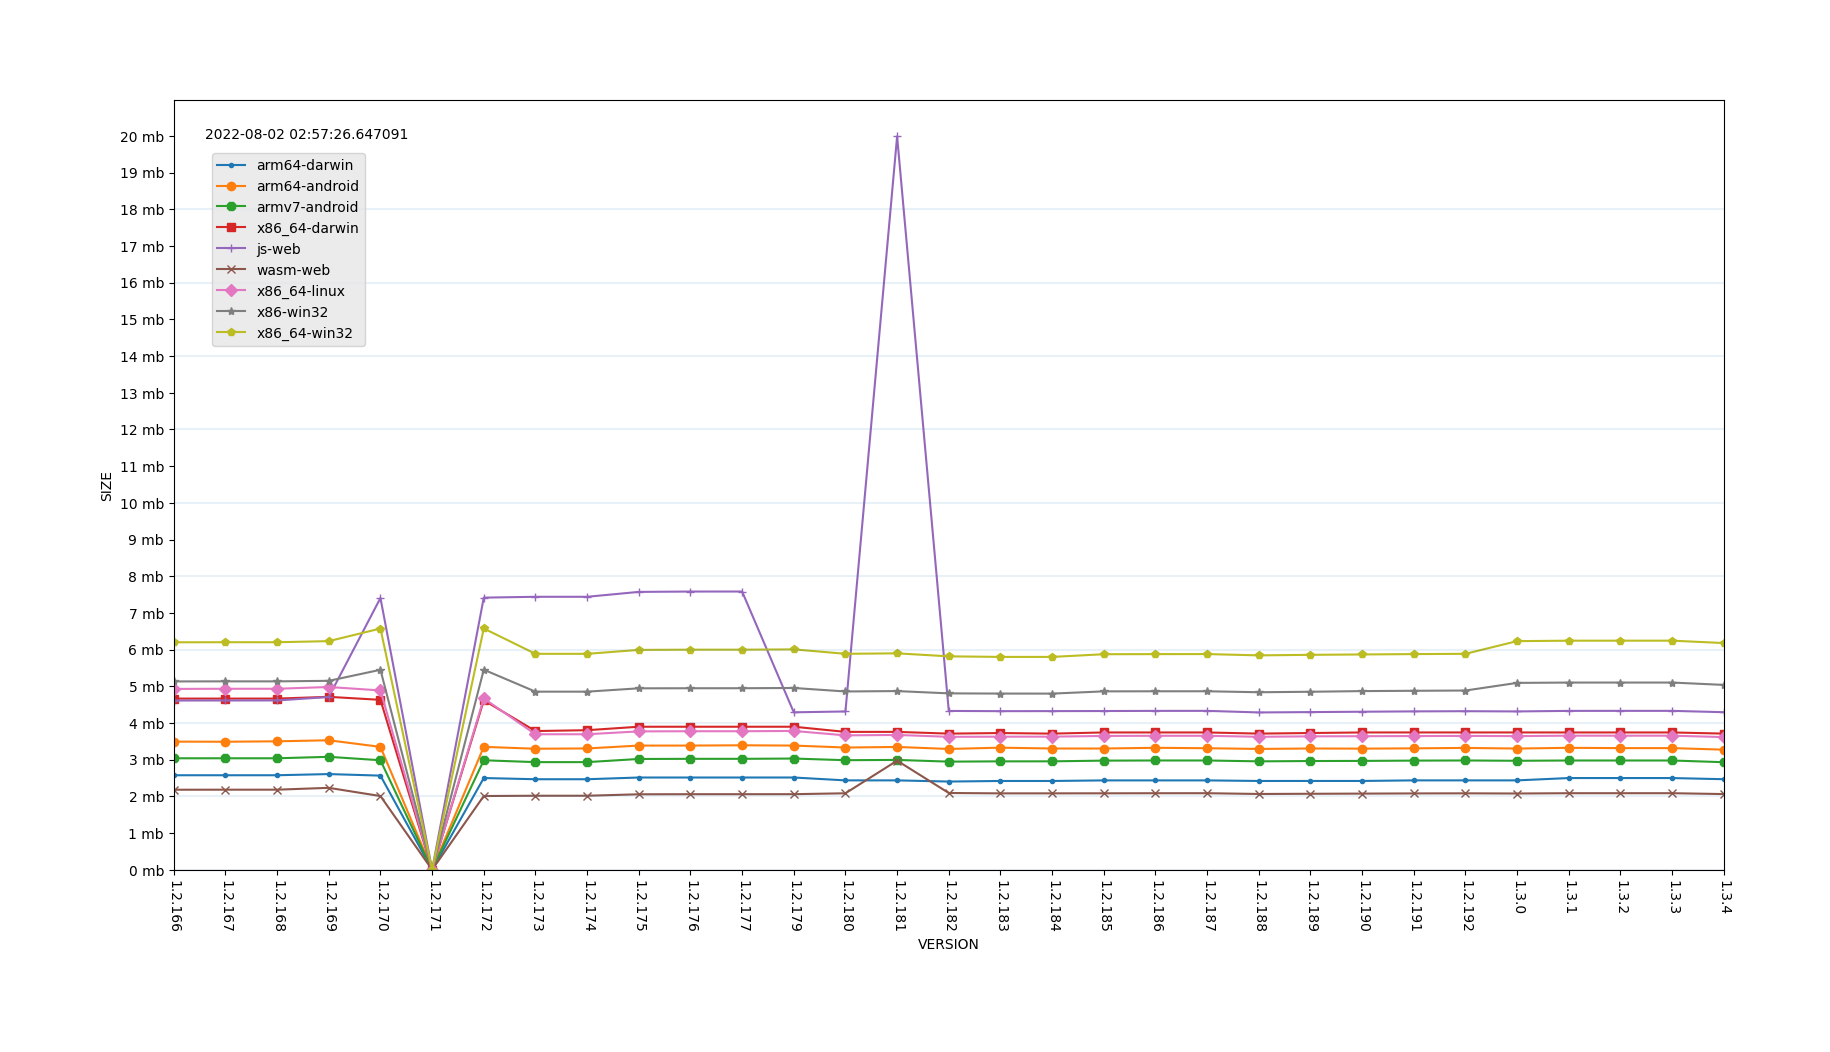 2022-08-02 02:57:26.647091
arm64-darwin
arm64-android
armv7-android
x86_64-darwin
js-web
wasm-web
x86_64-linux
x86-win32
x86_64-win32
20 mb
19 mb
18 mb
17 mb
16 mb
15 mb
14 mb
13 mb
12 mb
11 mb
10 mb
9 mb
8 mb
7 mb
6 mb
5 mb
4 mb
3 mb
2 mb
1 mb
0 mb
SIZE
1.2.166
1.2.167
1.2.168
1.2.169
1.2.170
1.2.171
1.2.172
1.2.173
1.2.174
1.2.175
1.2.176
1.2.177
1.2.179
1.2.180
1.2.181
1.2.182
1.2.183
1.2.184
1.2.185
1.2.186
1.2.187
1.2.188
1.2.189
1.2.190
1.2.191
1.2.192
1.3.0
1.3.1
1.3.2
1.3.3
1.3.4
VERSION